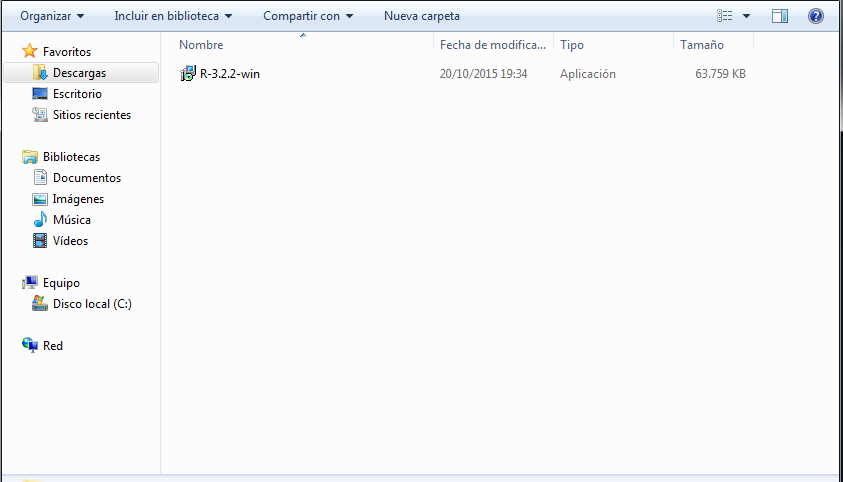 Organizar Incluir en biblioteca Compartir con Nueva carpeta
Nombre Fecha de modifica... Tipo Tamaño
R-3.2.2-win 20/10/2015 19:34 Aplicación 63.759 KB
Favoritos
Descargas
Escritorio
Sitios recientes
Bibliotecas
Documentos
Imágenes
Música
Vídeos
Equipo
Disco local (C:)
Red